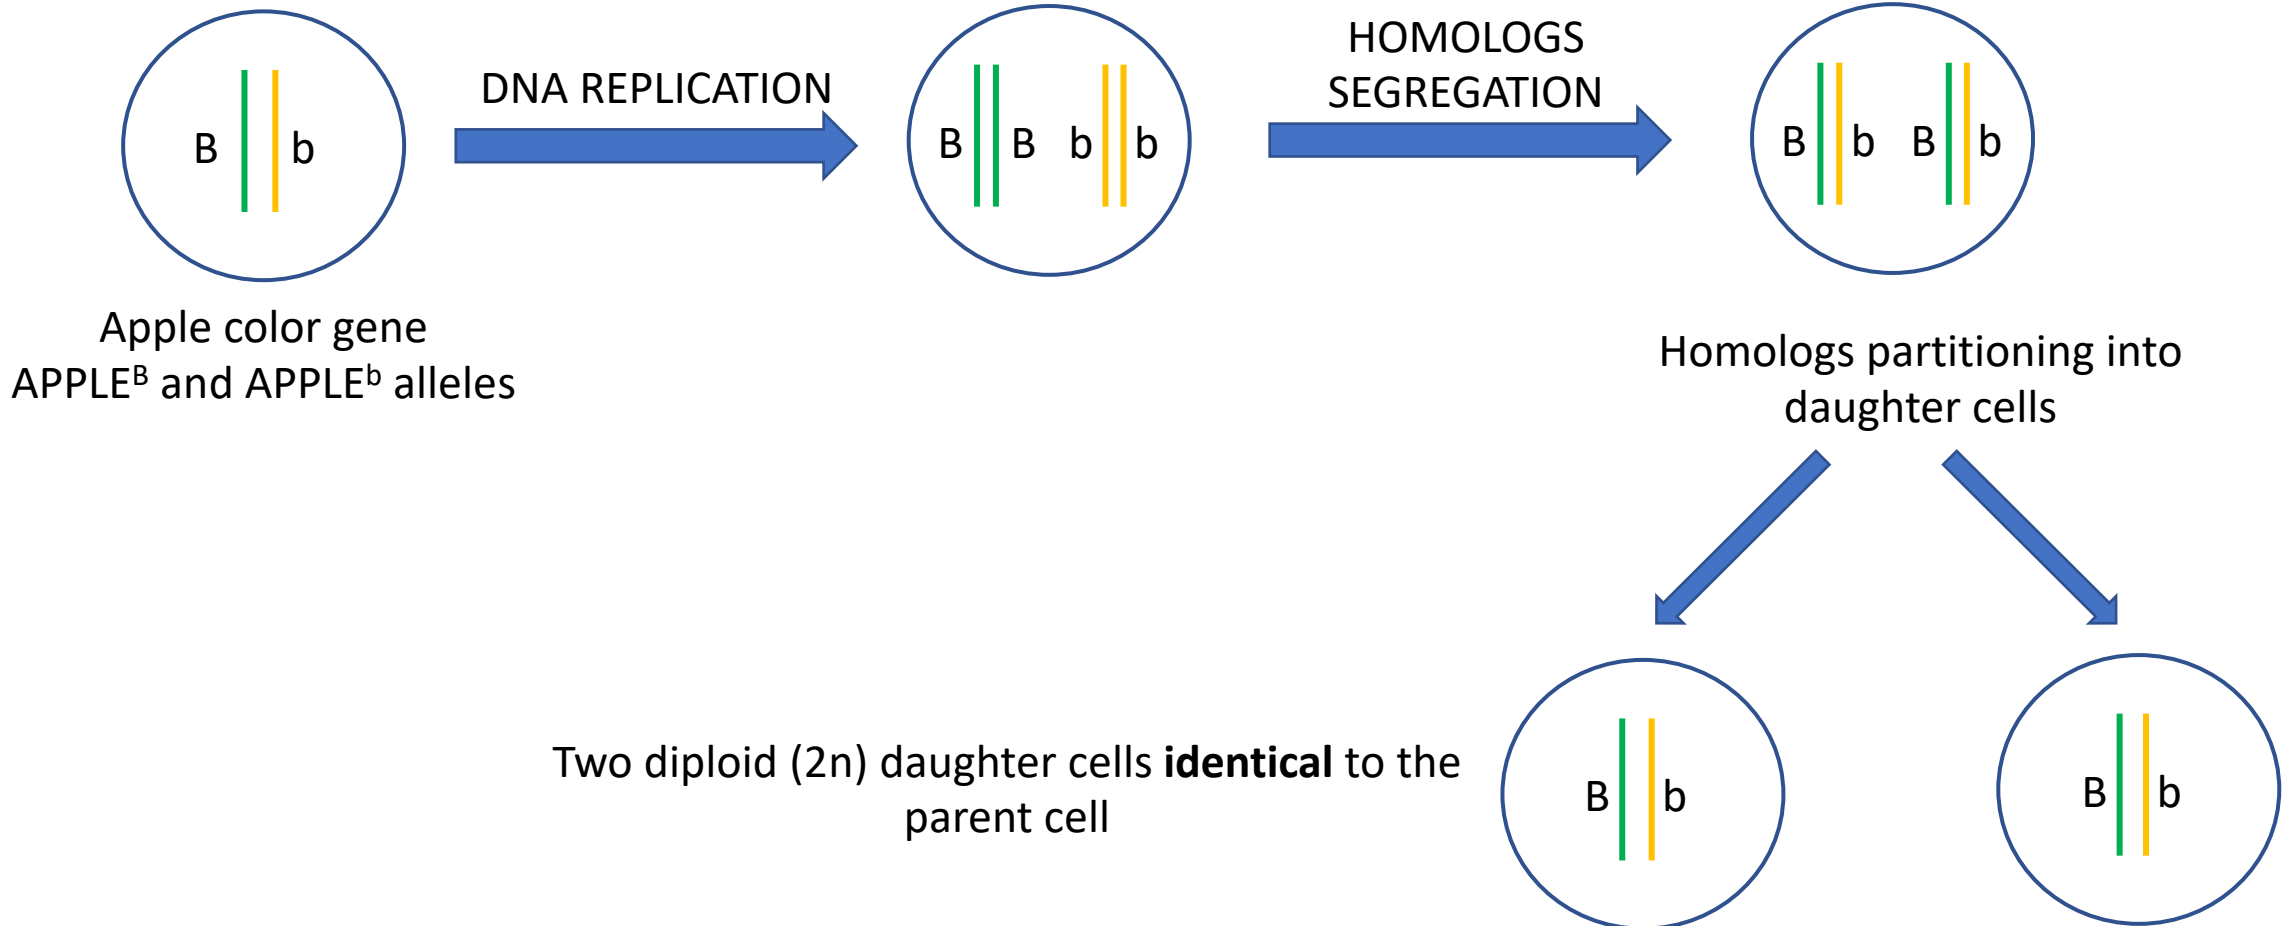 DNA REPLICATION
HOMOLOGS
SEGREGATION
B b
B B b b
B b B b
Apple color gene
APPLEᴮ and APPLEᵇ alleles
Homologs partitioning into
daughter cells
Two diploid (2n) daughter cells identical to the
parent cell
B b
B b